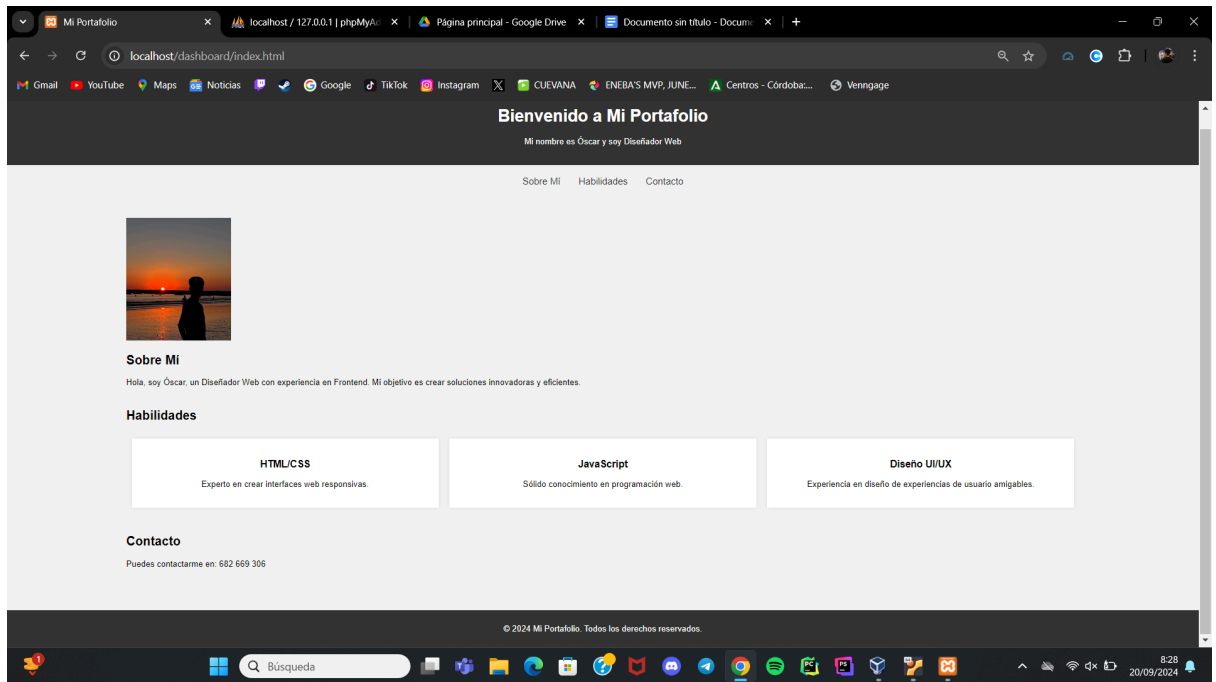 Mi Portafolio
localhost / 127.0.0.1 | phpMyAd
Página principal - Google Drive
Documento sin título - Docume
localhost/dashboard/index.html
Gmail YouTube Maps Noticias Google TikTok Instagram CUEVANA ENEBA'S MVP, JUNE... Centros - Córdoba:... Venngage
Bienvenido a Mi Portafolio
Mi nombre es Óscar y soy Diseñador Web
Sobre Mí Habilidades Contacto
Sobre Mí
Hola, soy Óscar, un Diseñador Web con experiencia en Frontend. Mi objetivo es crear soluciones innovadoras y eficientes.
Habilidades
HTML/CSS
Experto en crear interfaces web responsivas.
JavaScript
Sólido conocimiento en programación web.
Diseño UI/UX
Experiencia en diseño de experiencias de usuario amigables.
Contacto
Puedes contactarme en: 682 669 306
© 2024 Mi Portafolio. Todos los derechos reservados.
1
Búsqueda
PC
PS
8:28
20/09/2024